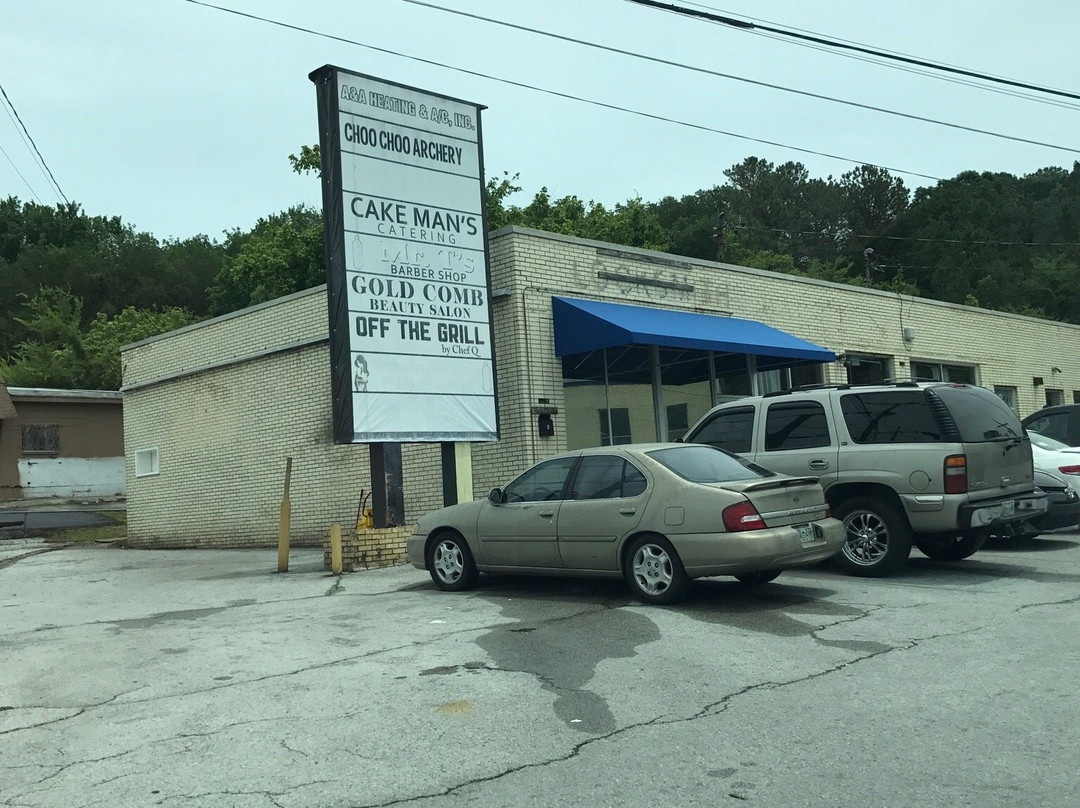 A&A HEATING & A/C, INC.
CHOO CHOO ARCHERY
CAKE MAN'S
CATERING
MR. T'S
BARBER SHOP
GOLD COMB
BEAUTY SALON
OFF THE GRILL
by Chef Q